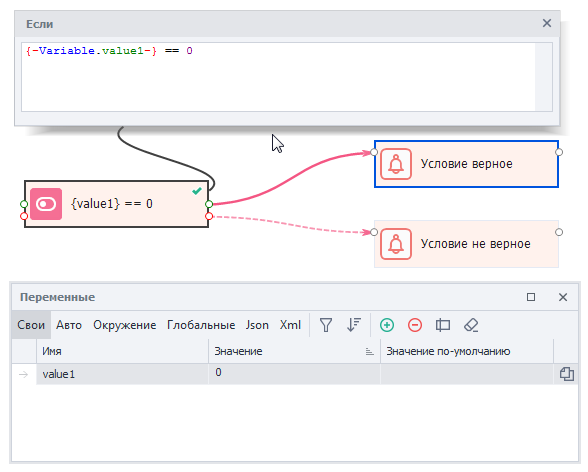 Если
{-Variable.value1-} == 0
{value1} == 0
Условие верное
Условие не верное
Переменные
Свои Авто Окружение Глобальные Json Xml
Имя Значение Значение по-умолчанию
value1 0